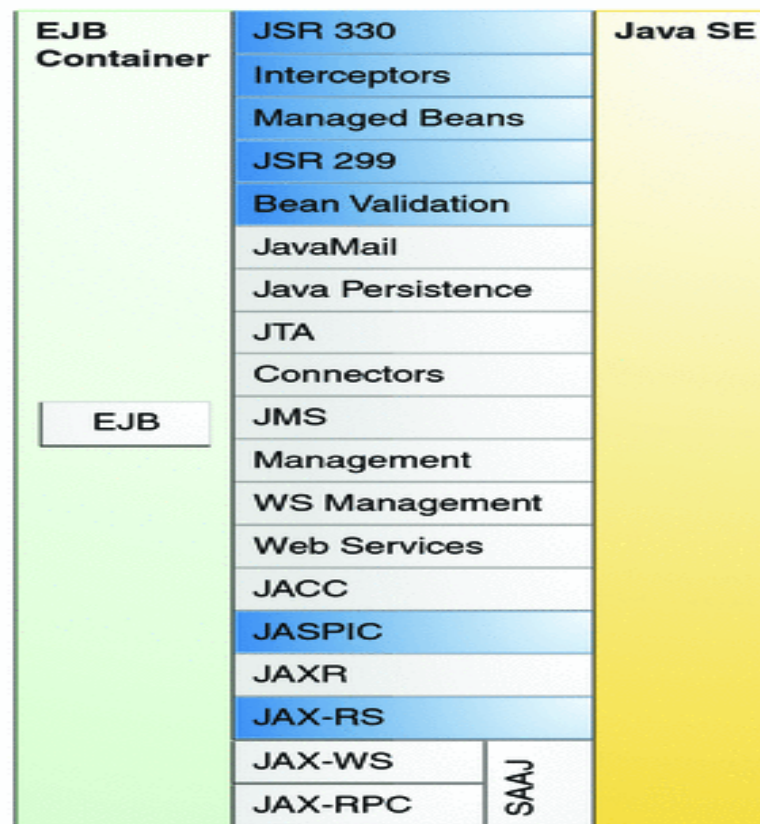 EJB
Container
EJB
JSR 330
Interceptors
Managed Beans
JSR 299
Bean Validation
JavaMail
Java Persistence
JTA
Connectors
JMS
Management
WS Management
Web Services
JACC
JASPIC
JAXR
JAX-RS
JAX-WS
JAX-RPC
SAAJ
Java SE